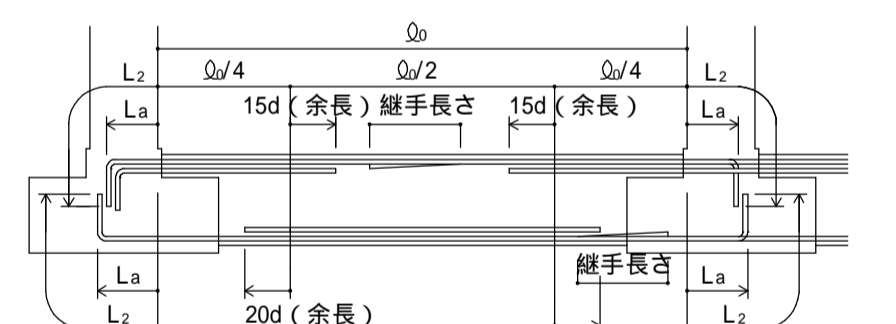 ℓ0
L2 ℓ0/4 ℓ0/2 ℓ0/4 L2
La 15d（余長）継手長さ 15d（余長） La
継手長さ
La La
L2 20d（余長） L2